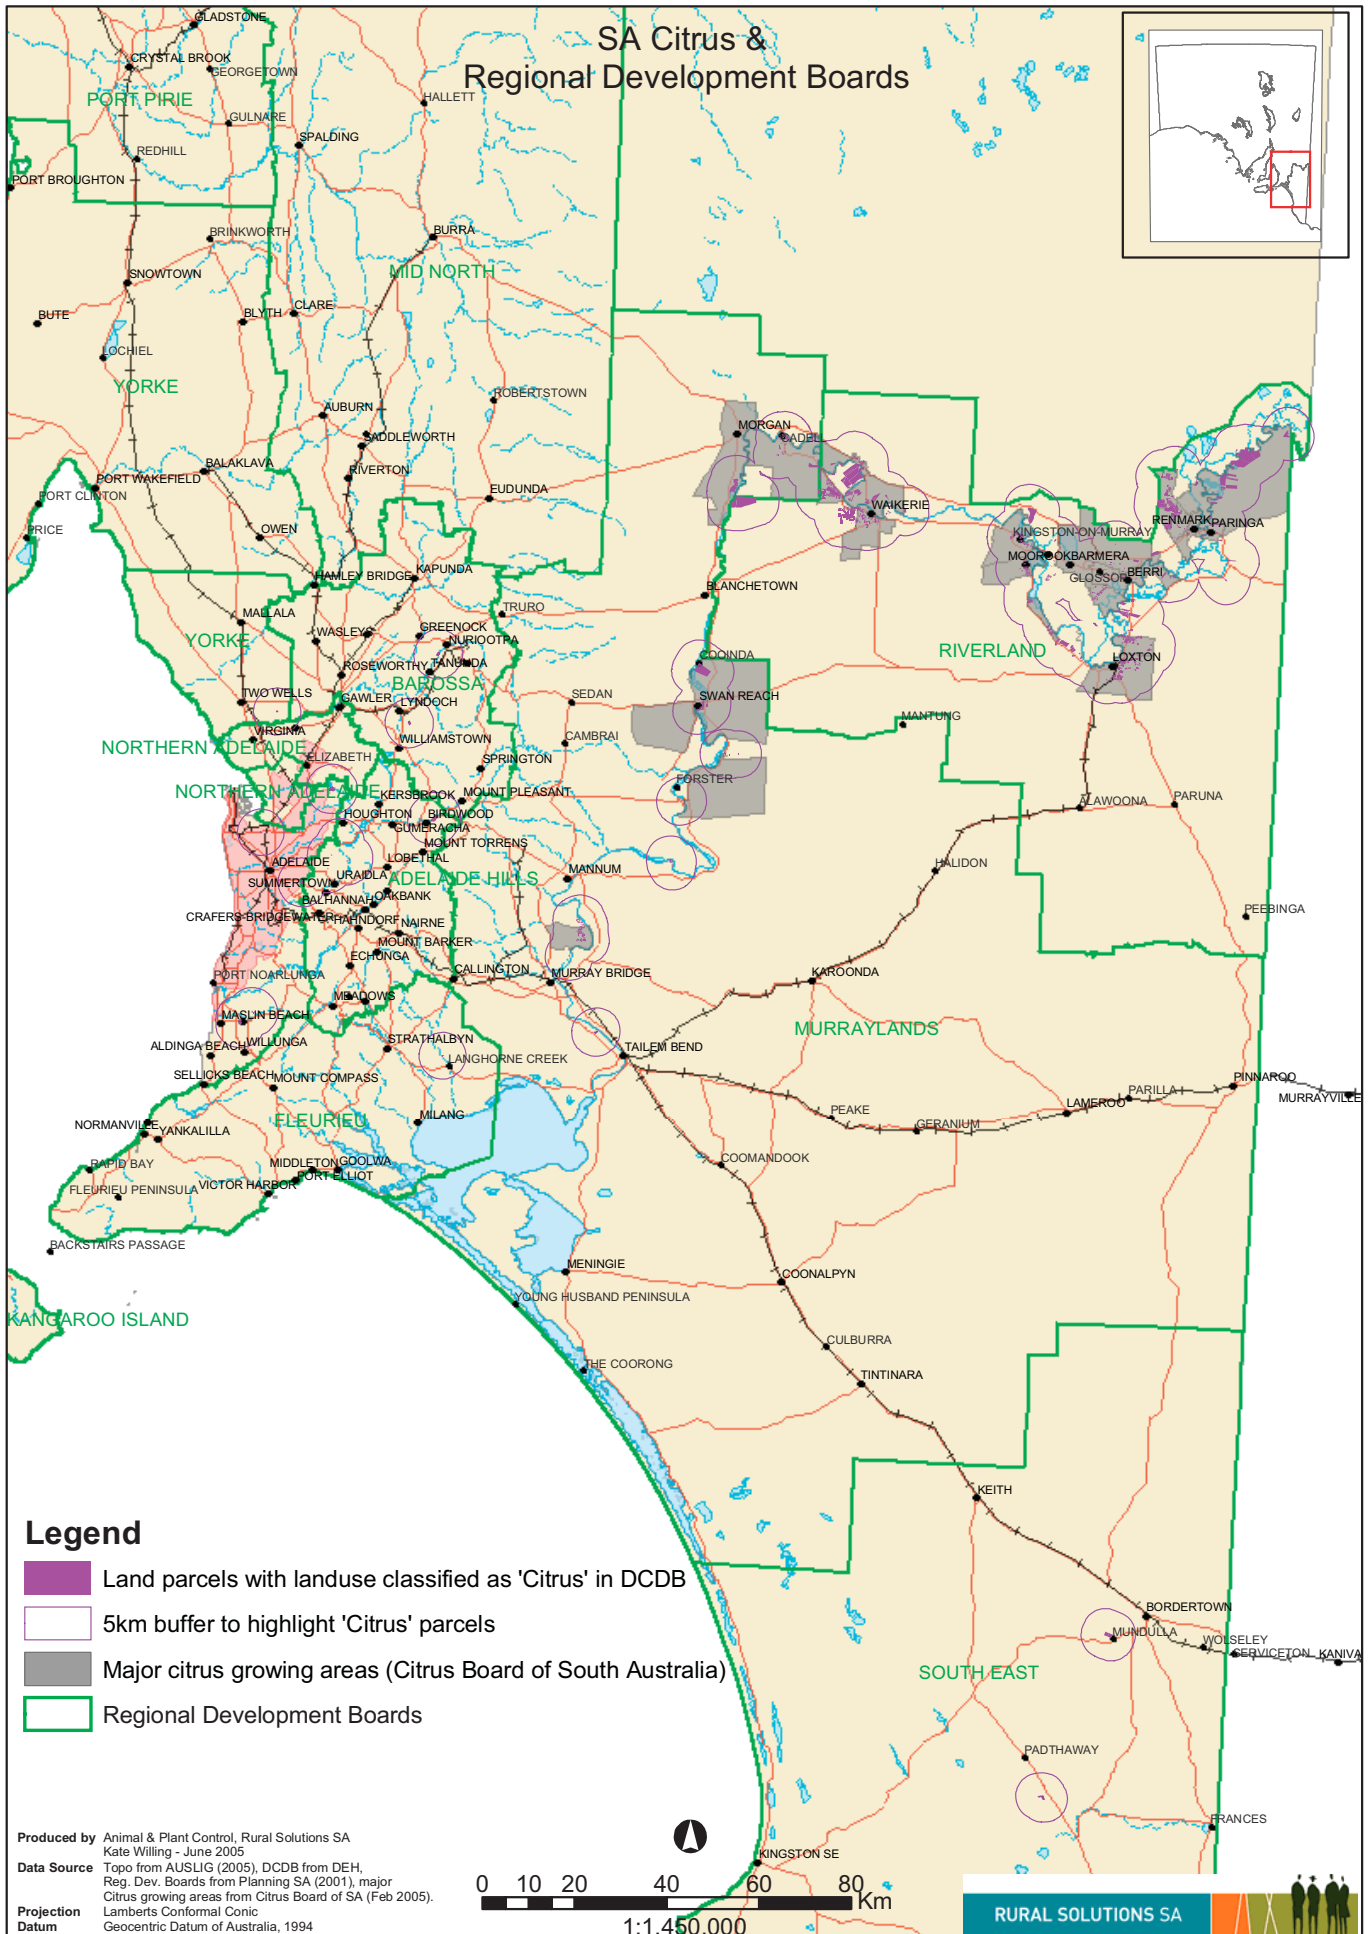 SA Citrus &
Regional Development Boards
GLADSTONE
CRYSTAL BROOK
GEORGETOWN
PORT PIRIE
HALLETT
GULNARE
SPALDING
REDHILL
PORT BROUGHTON
BRINKWORTH
BURRA
SNOWTOWN
MID NORTH
BUTE
BLYTH
CLARE
LOCHIEL
YORKE
ROBERTSTOWN
AUBURN
SADDLEWORTH
MORGAN
CADELL
BALAKLAVA
RIVERTON
PORT WAKEFIELD
PORT CLINTON
EUDUNDA
WAIKERIE
PRICE
OWEN
KINGSTON-ON-MURRAY
RENMARK
PARINGA
MOOROOK
BARMERA
GLOSSOP
BERRI
HAMLEY BRIDGE
KAPUNDA
BLANCHETOWN
MALLALA
TRURO
WASLEYS
GREENOCK
NURIOOTPA
YORKE
RIVERLAND
ROSEWORTHY
TANUNDA
COOINDA
LOXTON
BAROSSA
TWO WELLS
GAWLER
LYNDOCH
SEDAN
SWAN REACH
MANTUNG
VIRGINIA
WILLIAMSTOWN
CAMBRAI
NORTHERN ADELAIDE
ELIZABETH
SPRINGTON
NORTHERN ADELAIDE
KERSBROOK
MOUNT PLEASANT
FORSTER
ALAWOONA
PARUNA
HOUGHTON
BIRDWOOD
GUMERACHA
MOUNT TORRENS
ADELAIDE
LOBETHAL
MANNUM
HALIDON
SUMMERTOWN
URAIDLA
ADELAIDE HILLS
BALHANNAH
OAKBANK
CRAFERS-BRIDGEWATER
HAHNDORF
NAIRNE
PEEBINGA
MOUNT BARKER
ECHUNGA
PORT NOARLUNGA
CALLINGTON
MURRAY BRIDGE
KAROONDA
MEADOWS
MASLIN BEACH
MURRAYLANDS
ALDINGA BEACH
WILLUNGA
STRATHALBYN
TAILEM BEND
LANGHORNE CREEK
SELLICKS BEACH
MOUNT COMPASS
PINNAROO
PARILLA
MURRAYVILLE
NORMANVILLE
FLEURIEU
MILANG
PEAKE
LAMEROO
YANKALILLA
GERANIUM
RAPID BAY
MIDDLETON
GOOLWA
COOMANDOOK
FLEURIEU PENINSULA
VICTOR HARBOR
PORT ELLIOT
BACKSTAIRS PASSAGE
MENINGIE
COONALPYN
YOUNG HUSBAND PENINSULA
KANGAROO ISLAND
CULBURRA
THE COORONG
TINTINARA
KEITH
BORDERTOWN
MUNDULLA
WOLSELEY
SERVICETON
KANIVA
SOUTH EAST
PADTHAWAY
FRANCES
KINGSTON SE
Legend
Land parcels with landuse classified as 'Citrus' in DCDB
5km buffer to highlight 'Citrus' parcels
Major citrus growing areas (Citrus Board of South Australia)
Regional Development Boards
Produced by Animal & Plant Control, Rural Solutions SA
Kate Willing - June 2005
Data Source Topo from AUSLIG (2005), DCDB from DEH,
Reg. Dev. Boards from Planning SA (2001), major
Citrus growing areas from Citrus Board of SA (Feb 2005).
Projection Lamberts Conformal Conic
Datum Geocentric Datum of Australia, 1994
0 10 20 40 60 80 Km
1:1,450,000
RURAL SOLUTIONS SA